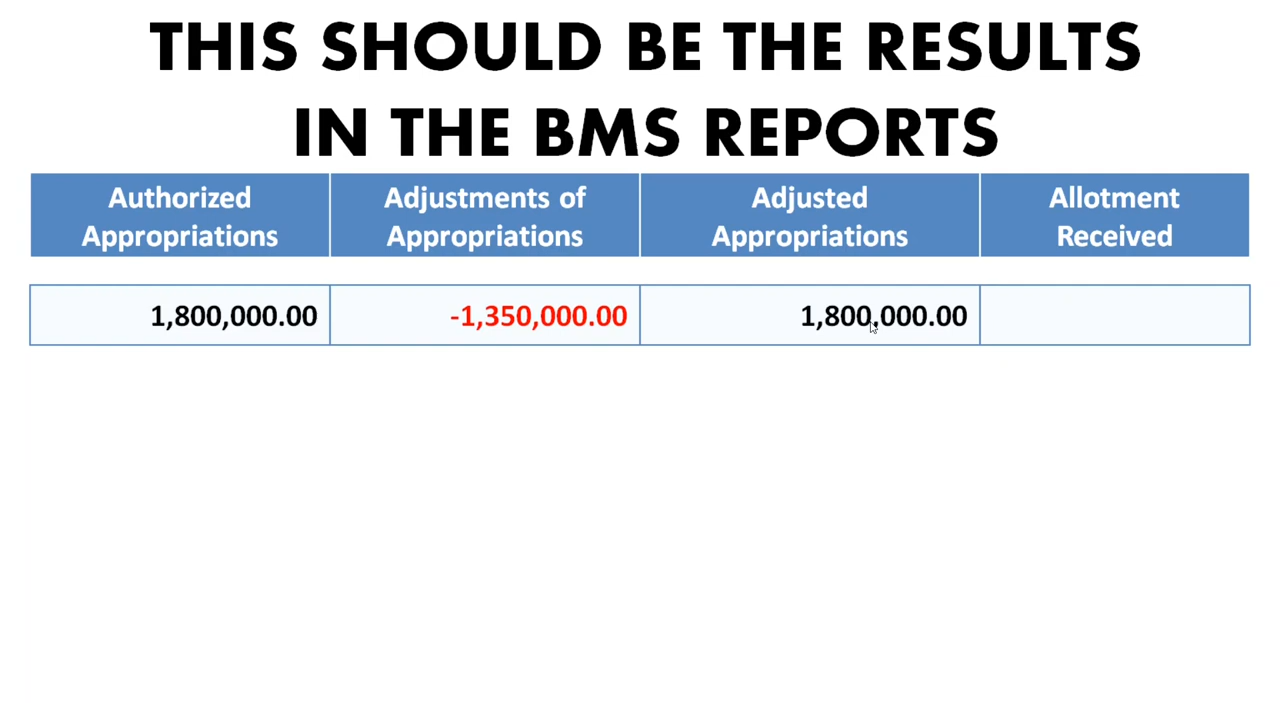 THIS SHOULD BE THE RESULTS
IN THE BMS REPORTS
Authorized Appropriations
Adjustments of Appropriations
Adjusted Appropriations
Allotment Received
1,800,000.00
-1,350,000.00
1,800,000.00